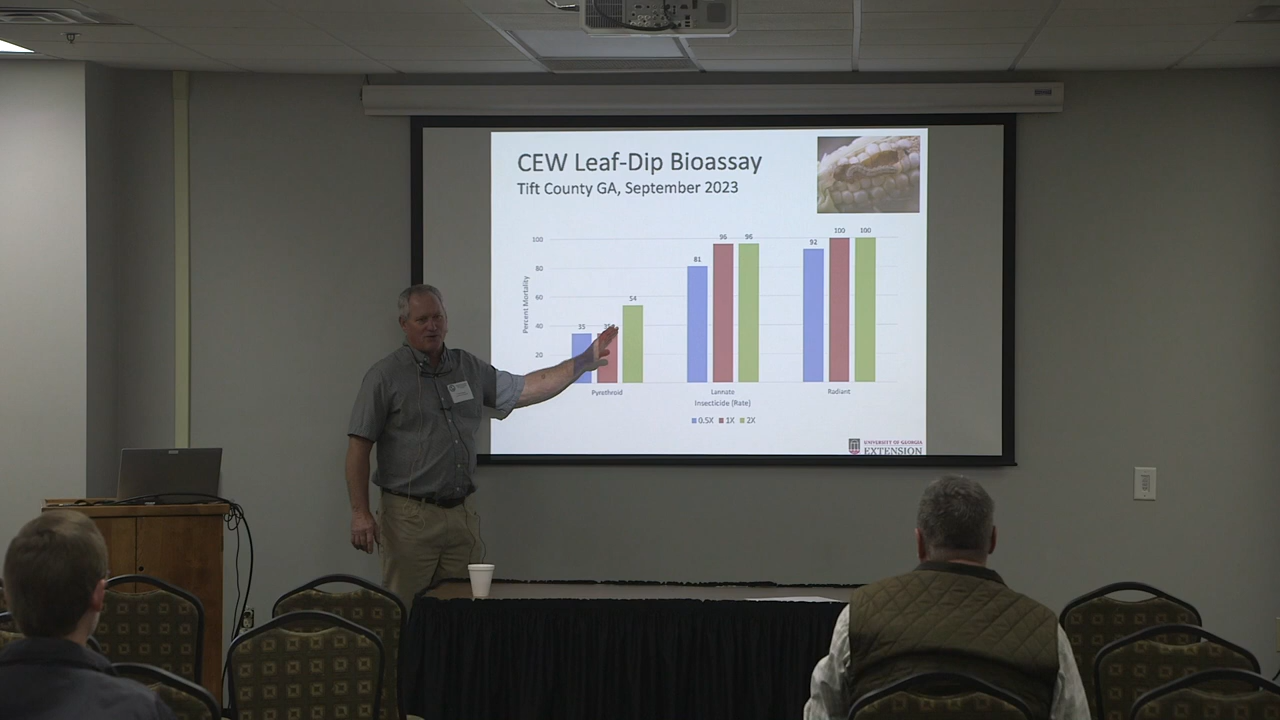 CEW Leaf-Dip Bioassay
Tift County GA, September 2023
Percent Mortality
100
80
60
40
20
35
54
81
96
96
92
100
100
Pyrethroid
Lannate
Radiant
Insecticide (Rate)
0.5X 1X 2X
UNIVERSITY OF GEORGIA
EXTENSION